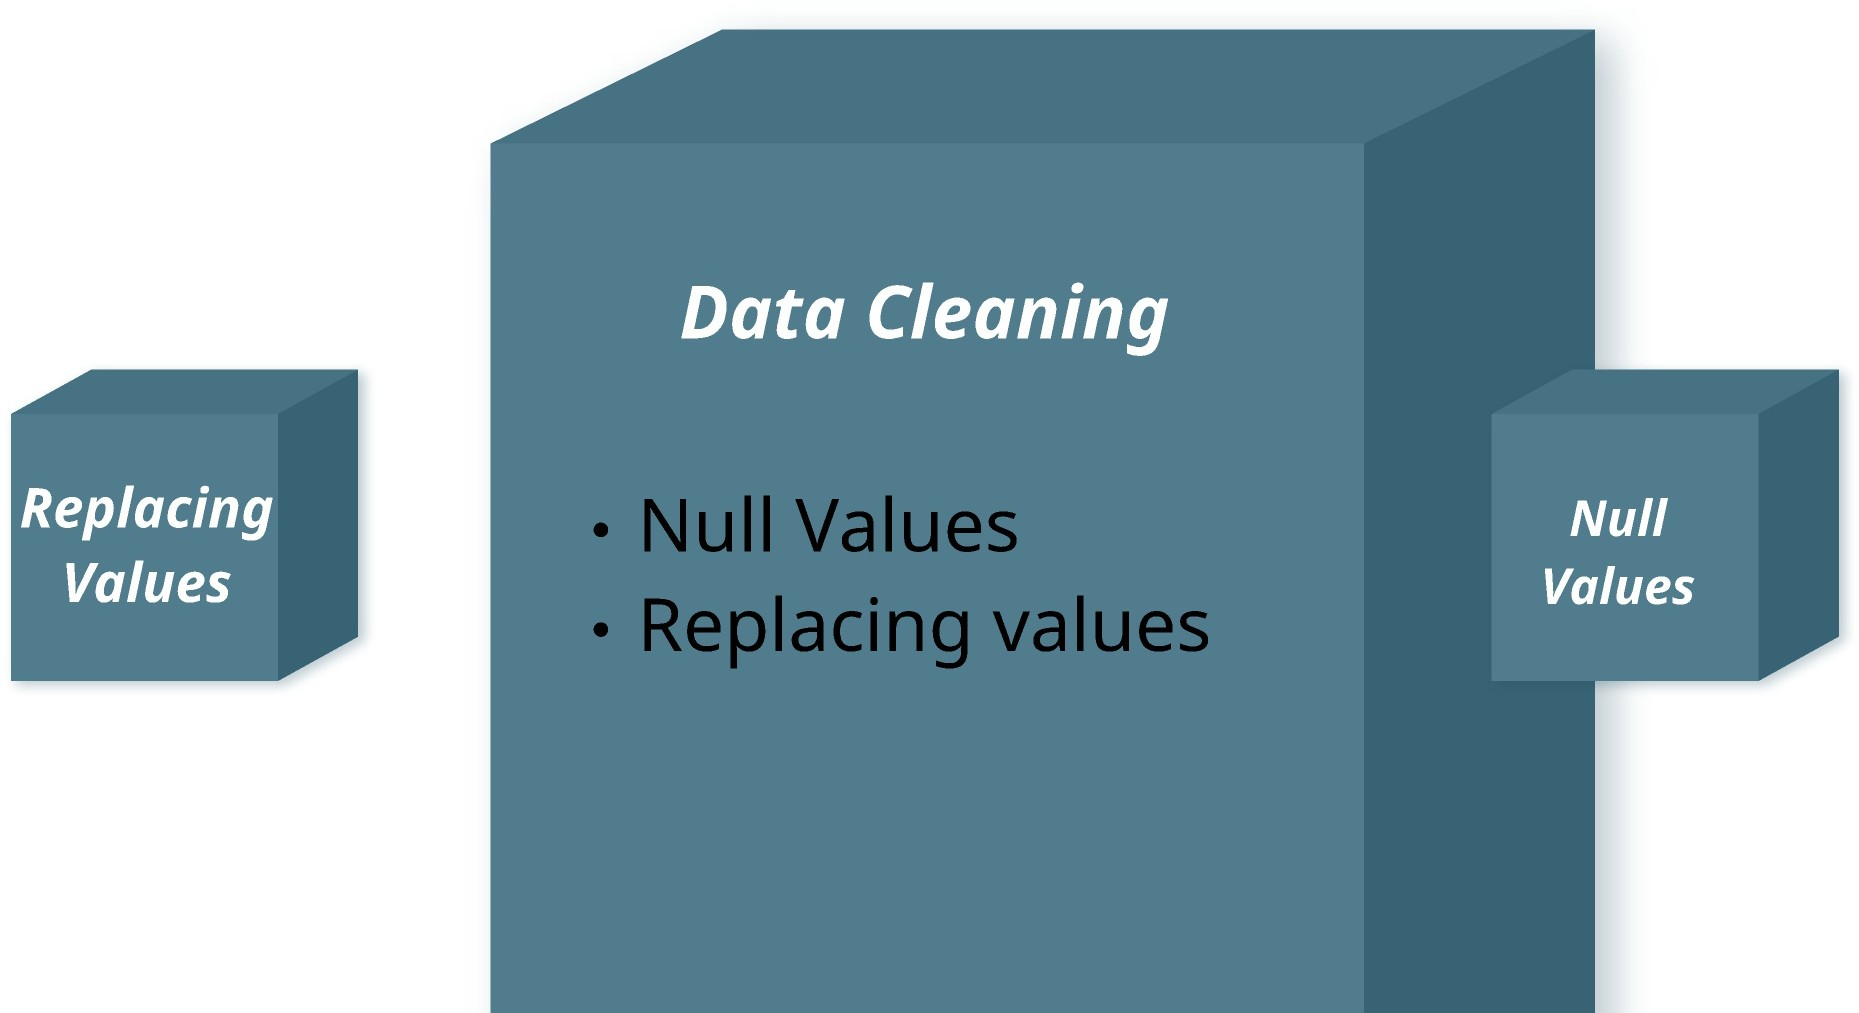 Data Cleaning
• Null Values
• Replacing values
Replacing
Values
Null
Values